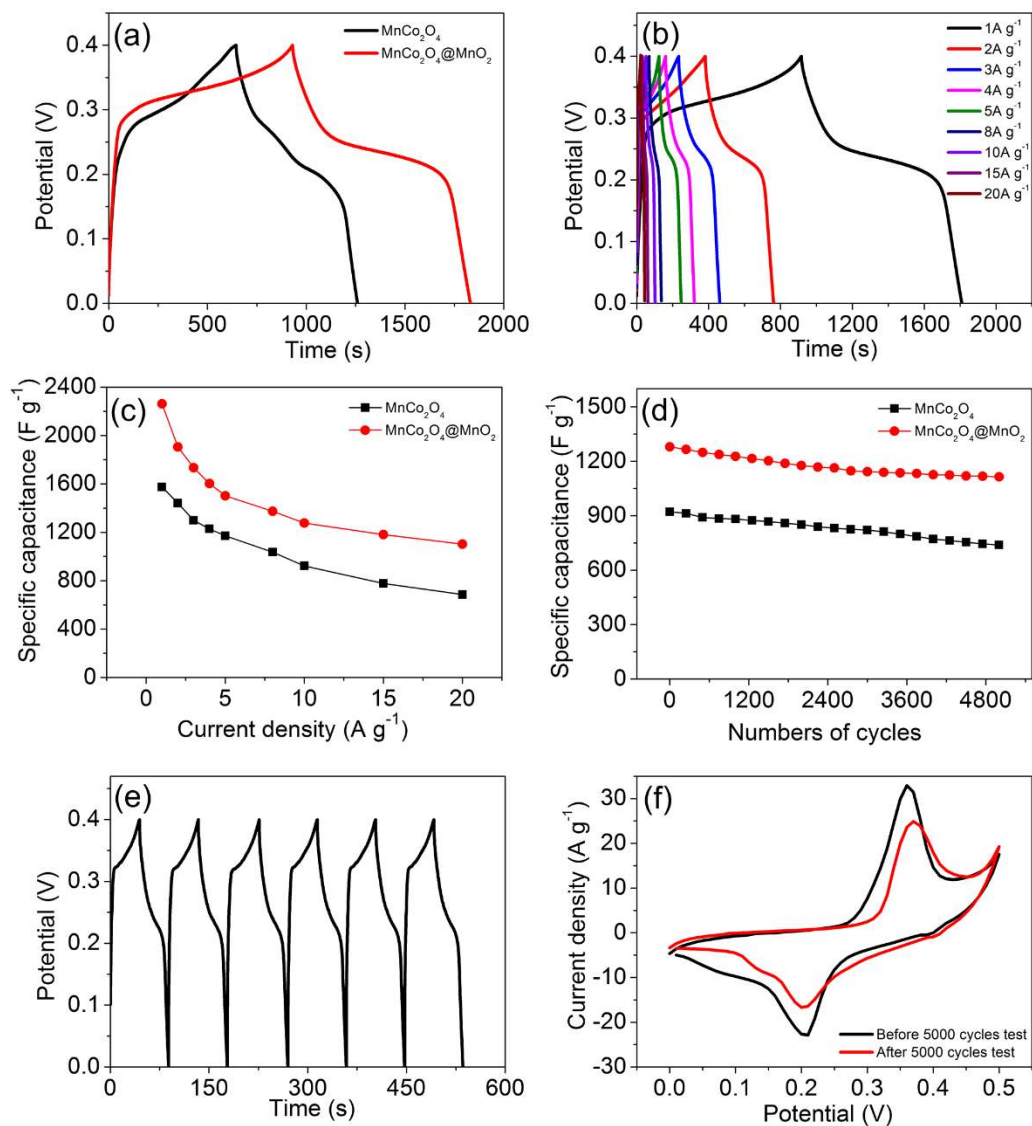 (a)
MnCo₂O₄
MnCo₂O₄@MnO₂
0.4
0.3
0.2
0.1
0.0
Potential (V)
0 500 1000 1500 2000
Time (s)
(b)
1A g⁻¹
2A g⁻¹
3A g⁻¹
4A g⁻¹
5A g⁻¹
8A g⁻¹
10A g⁻¹
15A g⁻¹
20A g⁻¹
0.4
0.3
0.2
0.1
0.0
Potential (V)
0 400 800 1200 1600 2000
Time (s)
(c)
MnCo₂O₄
MnCo₂O₄@MnO₂
2400
2000
1600
1200
800
400
0
Specific capacitance (F g⁻¹)
0 5 10 15 20
Current density (A g⁻¹)
(d)
MnCo₂O₄
MnCo₂O₄@MnO₂
1500
1200
900
600
300
0
Specific capacitance (F g⁻¹)
0 1200 2400 3600 4800
Numbers of cycles
(e)
0.4
0.3
0.2
0.1
0.0
Potential (V)
0 150 300 450 600
Time (s)
(f)
30
20
10
0
-10
-20
-30
Current density (A g⁻¹)
Before 5000 cycles test
After 5000 cycles test
0.0 0.1 0.2 0.3 0.4 0.5
Potential (V)